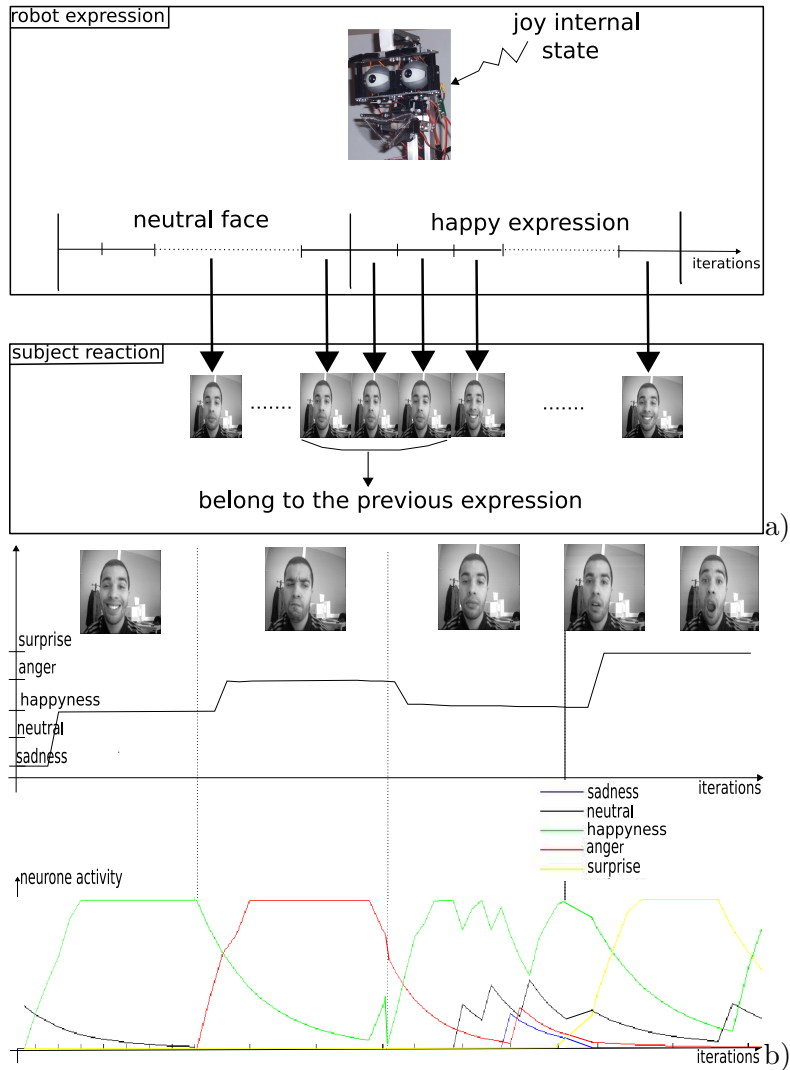 robot expression
joy internal
state
neutral face
happy expression
iterations
subject reaction
.......
.......
belong to the previous expression
a)
surprise
anger
happyness
neutral
sadness
iterations
sadness
neutral
happyness
anger
surprise
neurone activity
iterations
b)